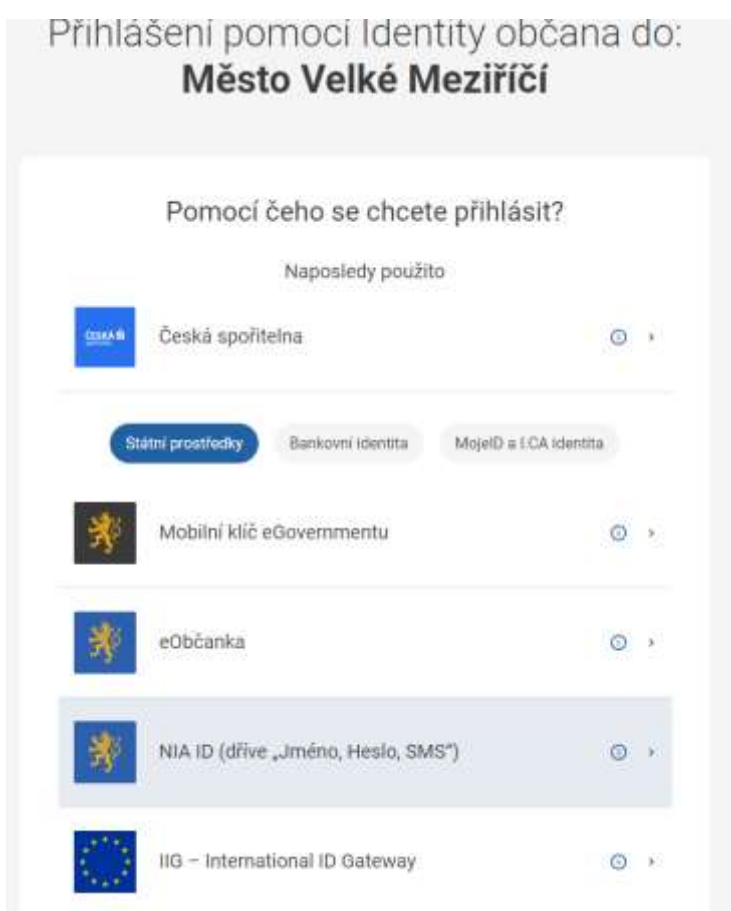 Přihlášení pomocí Identity občana do:
Město Velké Meziříčí
Pomocí čeho se chcete přihlásit?
Naposledy použito
Česká spořitelna
Státní prostředky
Bankovní identita
MojeID a I.CA identita
Mobilní klíč eGovernmentu
eObčanka
NIA ID (dříve „Jméno, Heslo, SMS“)
IIG – International ID Gateway